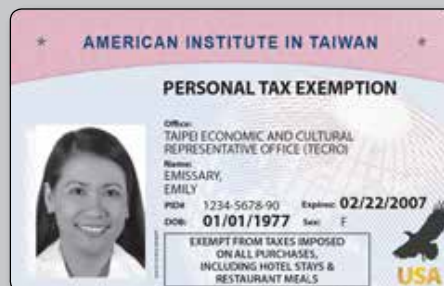 ★ AMERICAN INSTITUTE IN TAIWAN ★
PERSONAL TAX EXEMPTION
Office:
TAIPEI ECONOMIC AND CULTURAL
REPRESENTATIVE OFFICE (TECRO)
Name:
EMISSARY,
EMILY
PID# 1234-5678-90 Expires: 02/22/2007
DOB: 01/01/1977 Sex: F
EXEMPT FROM TAXES IMPOSED
ON ALL PURCHASES,
INCLUDING HOTEL STAYS &
RESTAURANT MEALS
USA